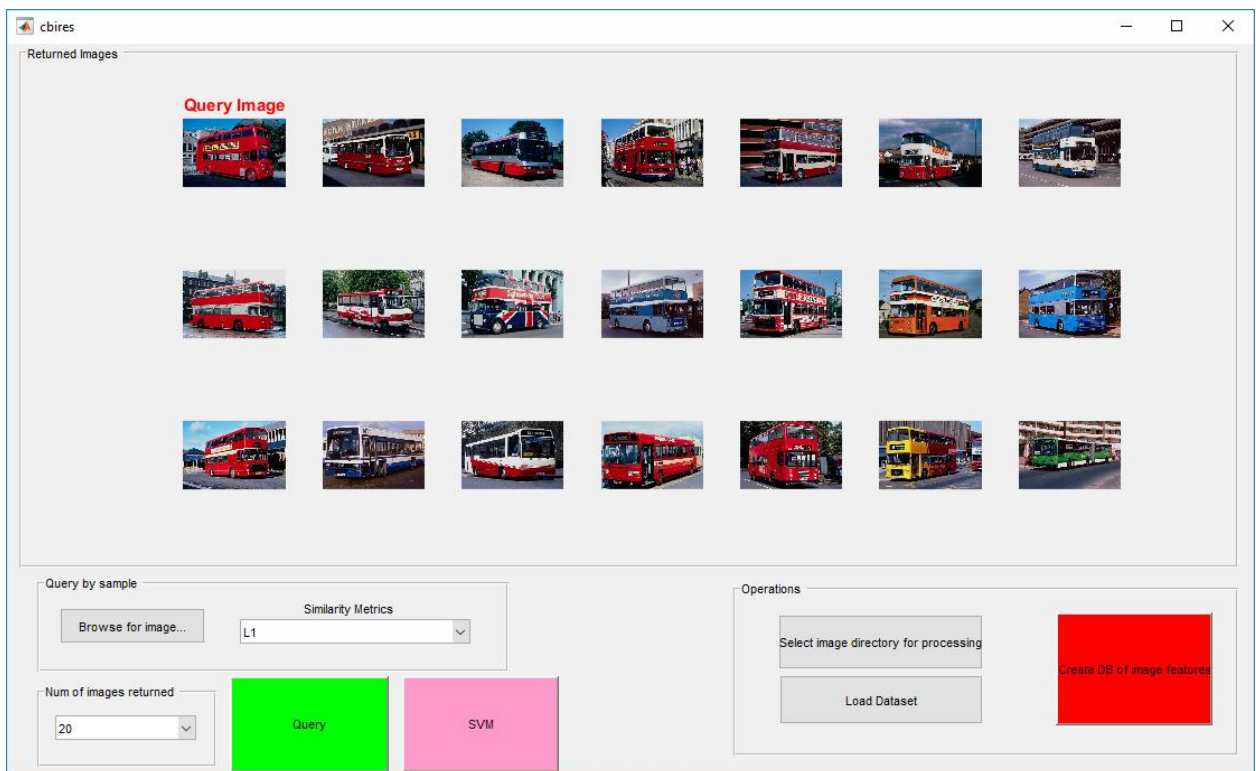 cbires
Returned Images
Query Image
Query by sample
Browse for image...
Similarity Metrics
L1
Num of images returned
20
Query
SVM
Operations
Select image directory for processing
Load Dataset
Create DB of image features